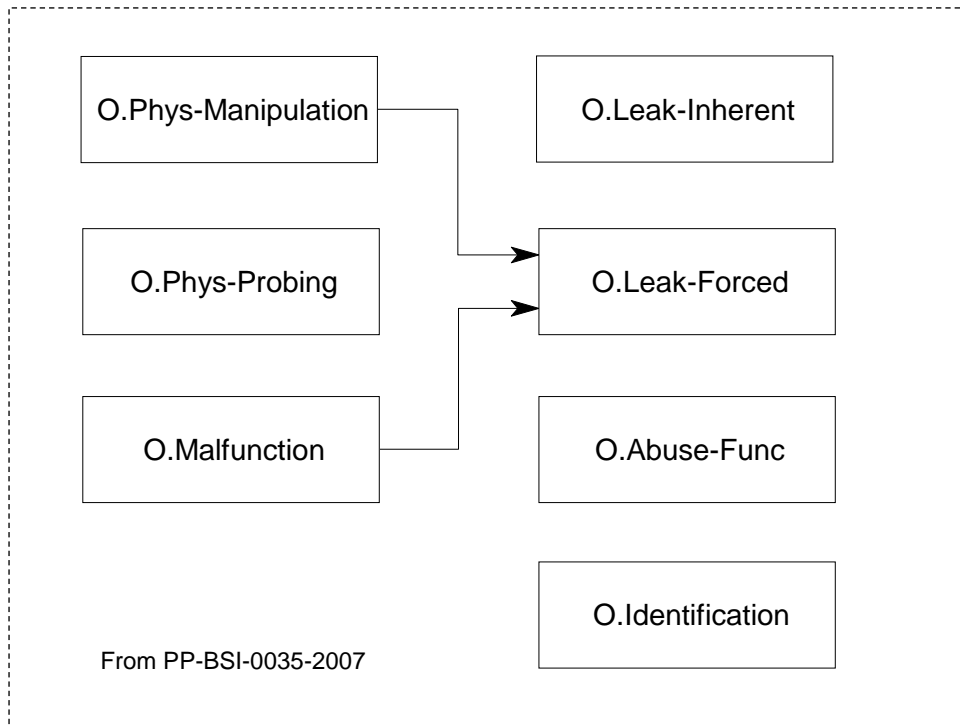 O.Phys-Manipulation
O.Leak-Inherent
O.Phys-Probing
O.Leak-Forced
O.Malfunction
O.Abuse-Func
O.Identification
From PP-BSI-0035-2007